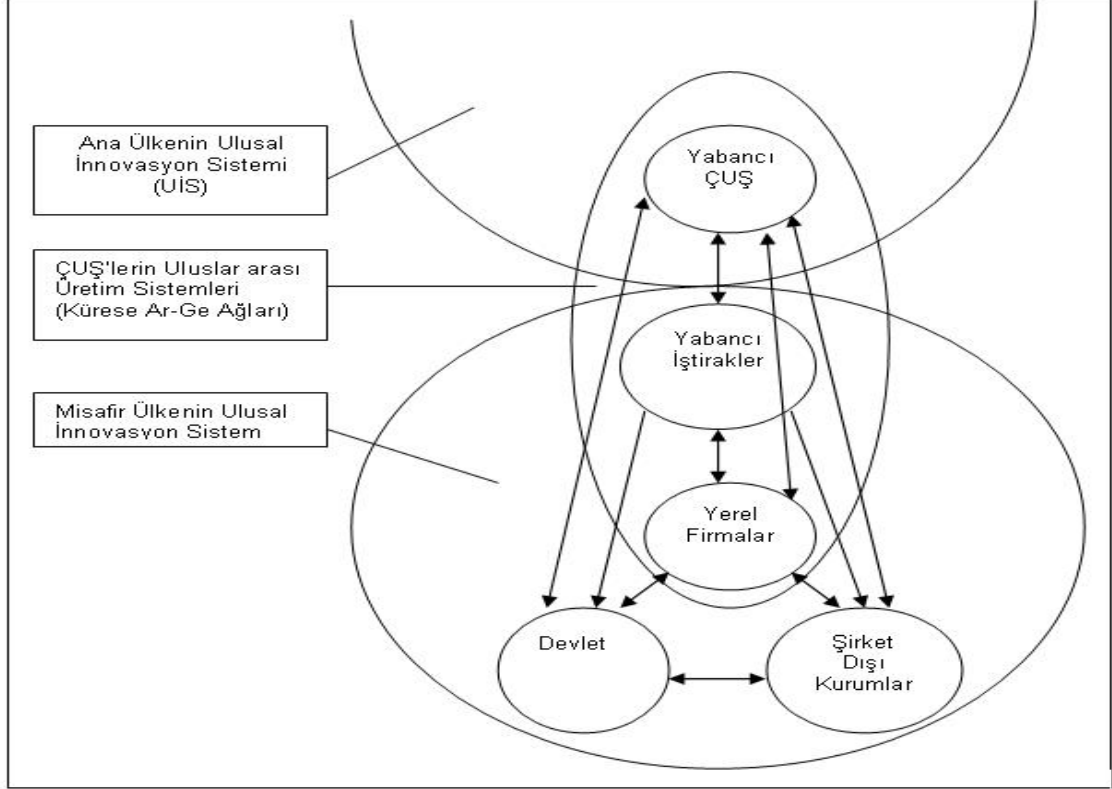 Ana Ülkenin Ulusal
İnnovasyon Sistemi
(UİS)
ÇUŞ'lerin Uluslar arası
Üretim Sistemleri
(Kürese Ar-Ge Ağları)
Misafir Ülkenin Ulusal
İnnovasyon Sistem
Yabancı
ÇUŞ
Yabancı
İştirakler
Yerel
Firmalar
Devlet
Şirket
Dışı
Kurumlar